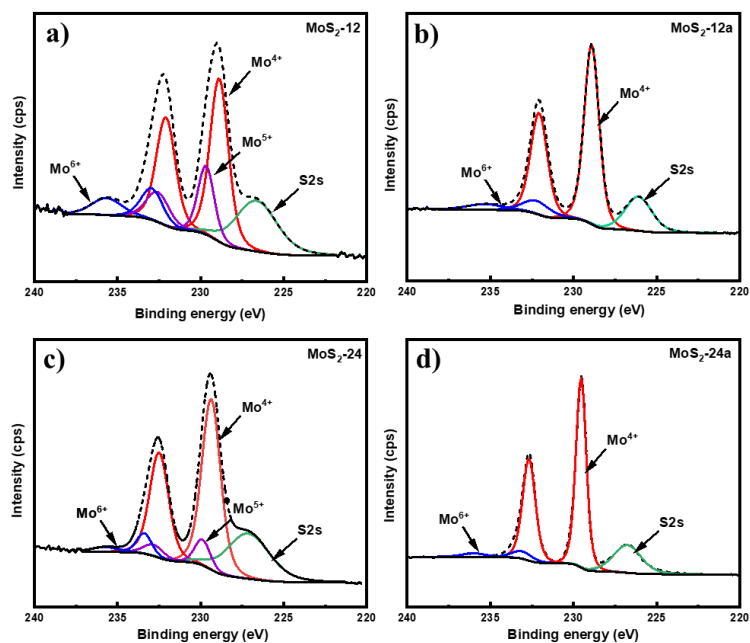 a)
MoS₂-12
Mo⁴⁺
Mo⁵⁺
Mo⁶⁺
S2s
Intensity (cps)
240 235 230 225 220
Binding energy (eV)
b)
MoS₂-12a
Mo⁴⁺
Mo⁶⁺
S2s
Intensity (cps)
240 235 230 225 220
Binding energy (eV)
c)
MoS₂-24
Mo⁴⁺
Mo⁵⁺
Mo⁶⁺
S2s
Intensity (cps)
240 235 230 225 220
Binding energy (eV)
d)
MoS₂-24a
Mo⁴⁺
Mo⁶⁺
S2s
Intensity (cps)
240 235 230 225 220
Binding energy (eV)